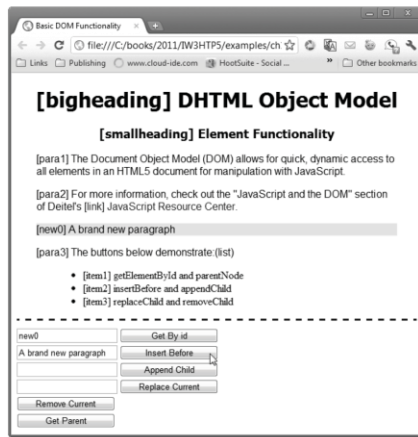 Basic DOM Functionality
file:///C:/books/2011/IW3HTP5/examples/ch
Links Publishing www.cloud-ide.com HootSuite - Social ... » Other bookmarks
[bigheading] DHTML Object Model
[smallheading] Element Functionality
[para1] The Document Object Model (DOM) allows for quick, dynamic access to
all elements in an HTML5 document for manipulation with JavaScript.
[para2] For more information, check out the "JavaScript and the DOM" section
of Deitel's [link] JavaScript Resource Center.
[new0] A brand new paragraph
[para3] The buttons below demonstrate:(list)
• [item1] getElementById and parentNode
• [item2] insertBefore and appendChild
• [item3] replaceChild and removeChild
new0 Get By id
A brand new paragraph Insert Before
Append Child
Replace Current
Remove Current
Get Parent